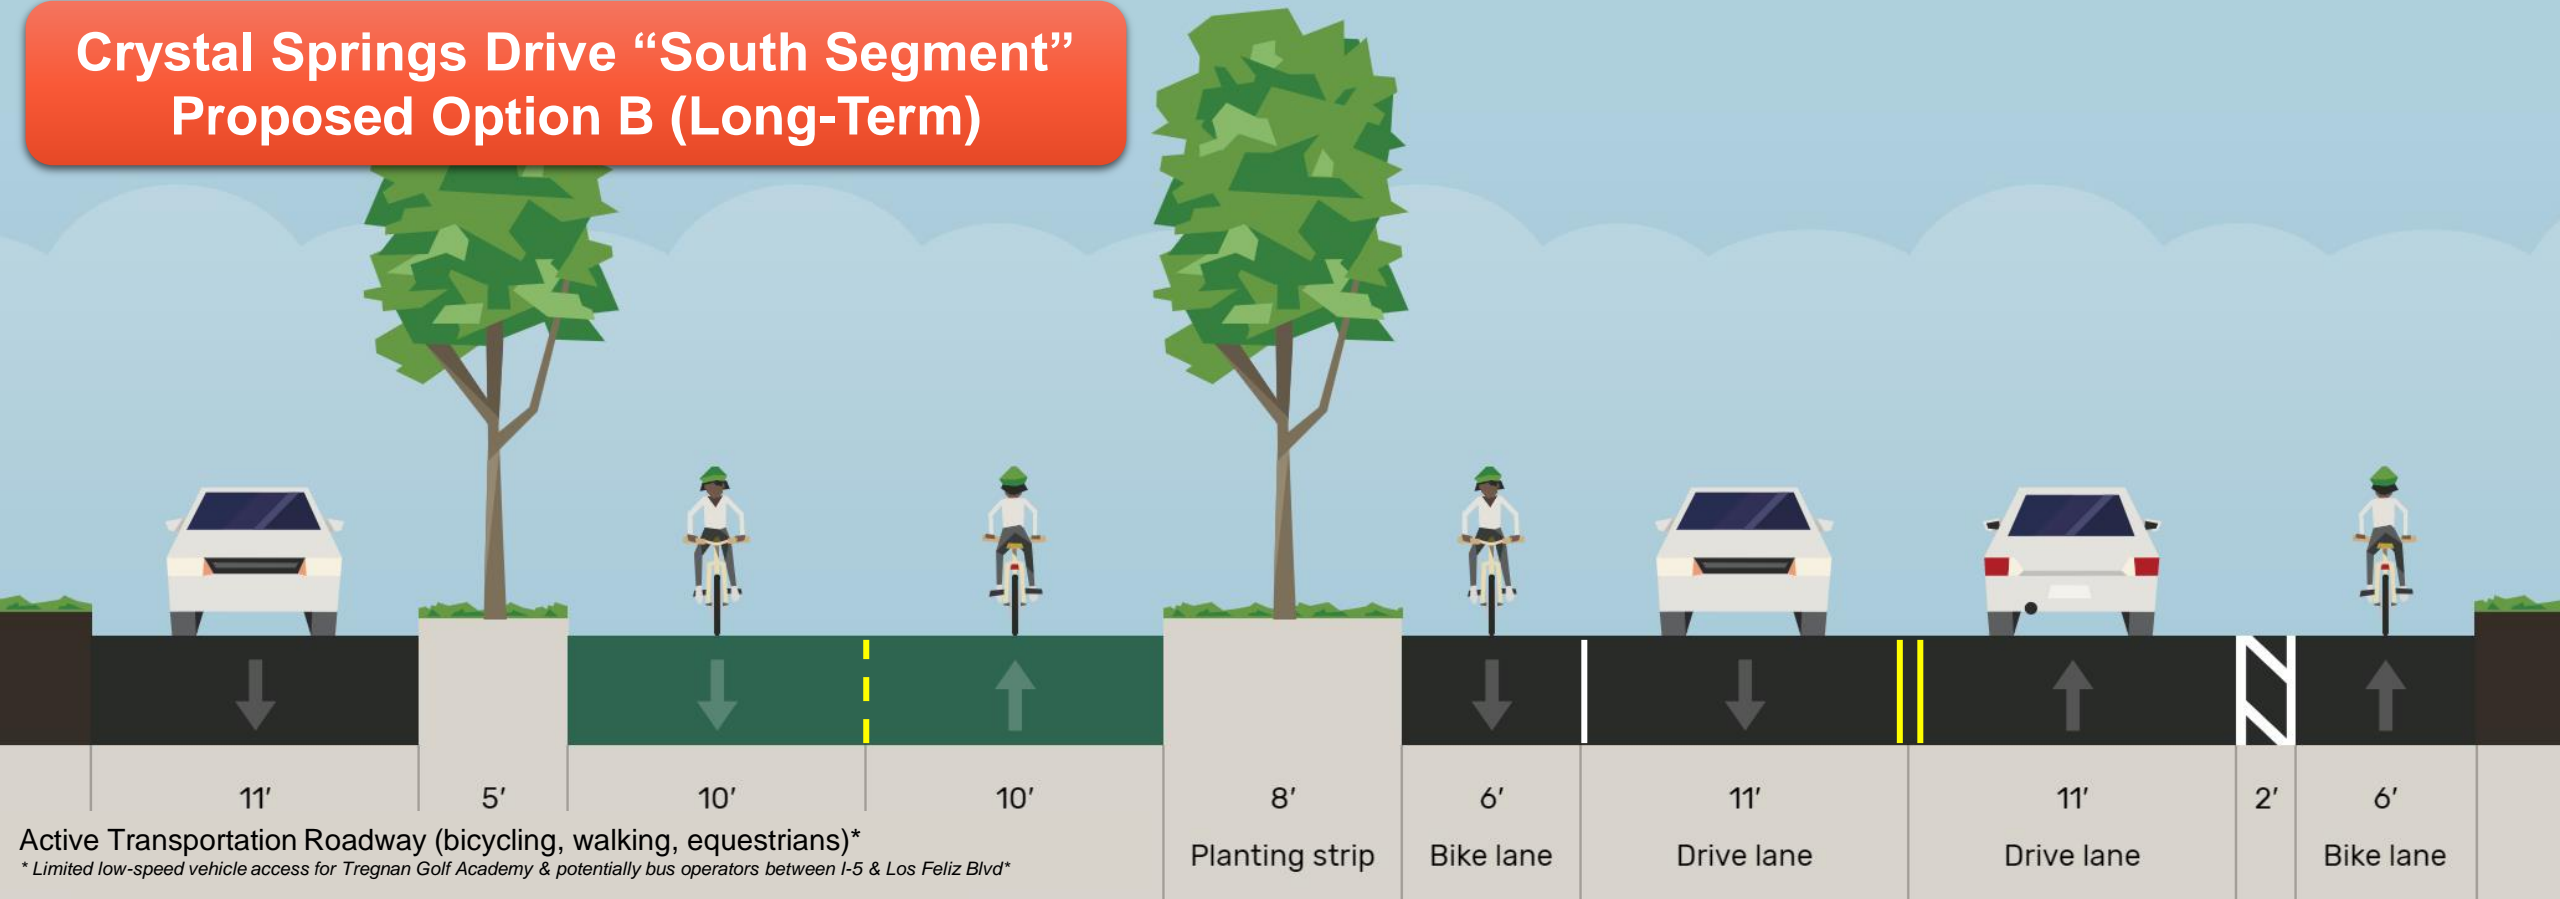 Crystal Springs Drive “South Segment”
Proposed Option B (Long-Term)
11′ 5′ 10′ 10′ 8′ 6′ 11′ 11′ 2′ 6′
Active Transportation Roadway (bicycling, walking, equestrians)*
* Limited low-speed vehicle access for Tregnan Golf Academy & potentially bus operators between I-5 & Los Feliz Blvd*
Planting strip Bike lane Drive lane Drive lane Bike lane